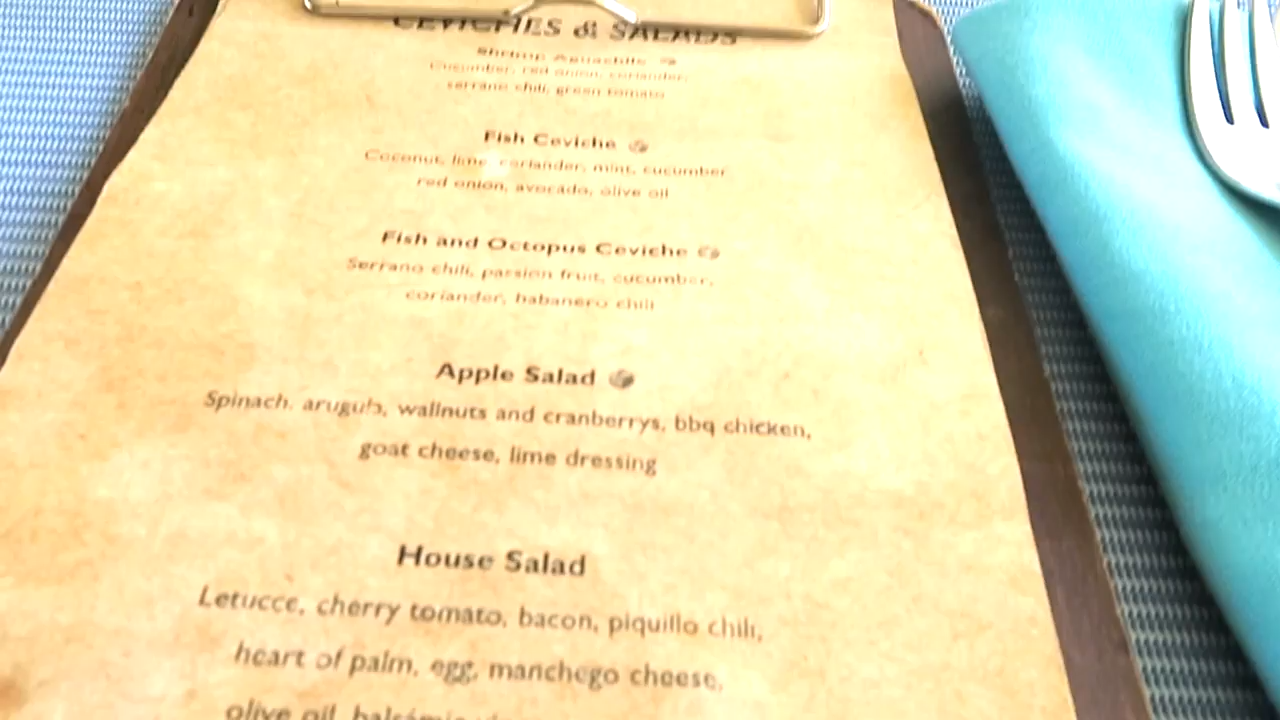 CEVICHES & SALADS
Shrimp Aguachile
Cucumber, red onion, coriander,
serrano chili, green tomato
Fish Ceviche
Coconut, lime, coriander, mint, cucumber
red onion, avocado, olive oil
Fish and Octopus Ceviche
Serrano chili, passion fruit, cucumber,
coriander, habanero chili
Apple Salad
Spinach, arugula, wallnuts and cranberrys, bbq chicken,
goat cheese, lime dressing
House Salad
Letucce, cherry tomato, bacon, piquillo chili,
heart of palm, egg, manchego cheese,
olive oil,